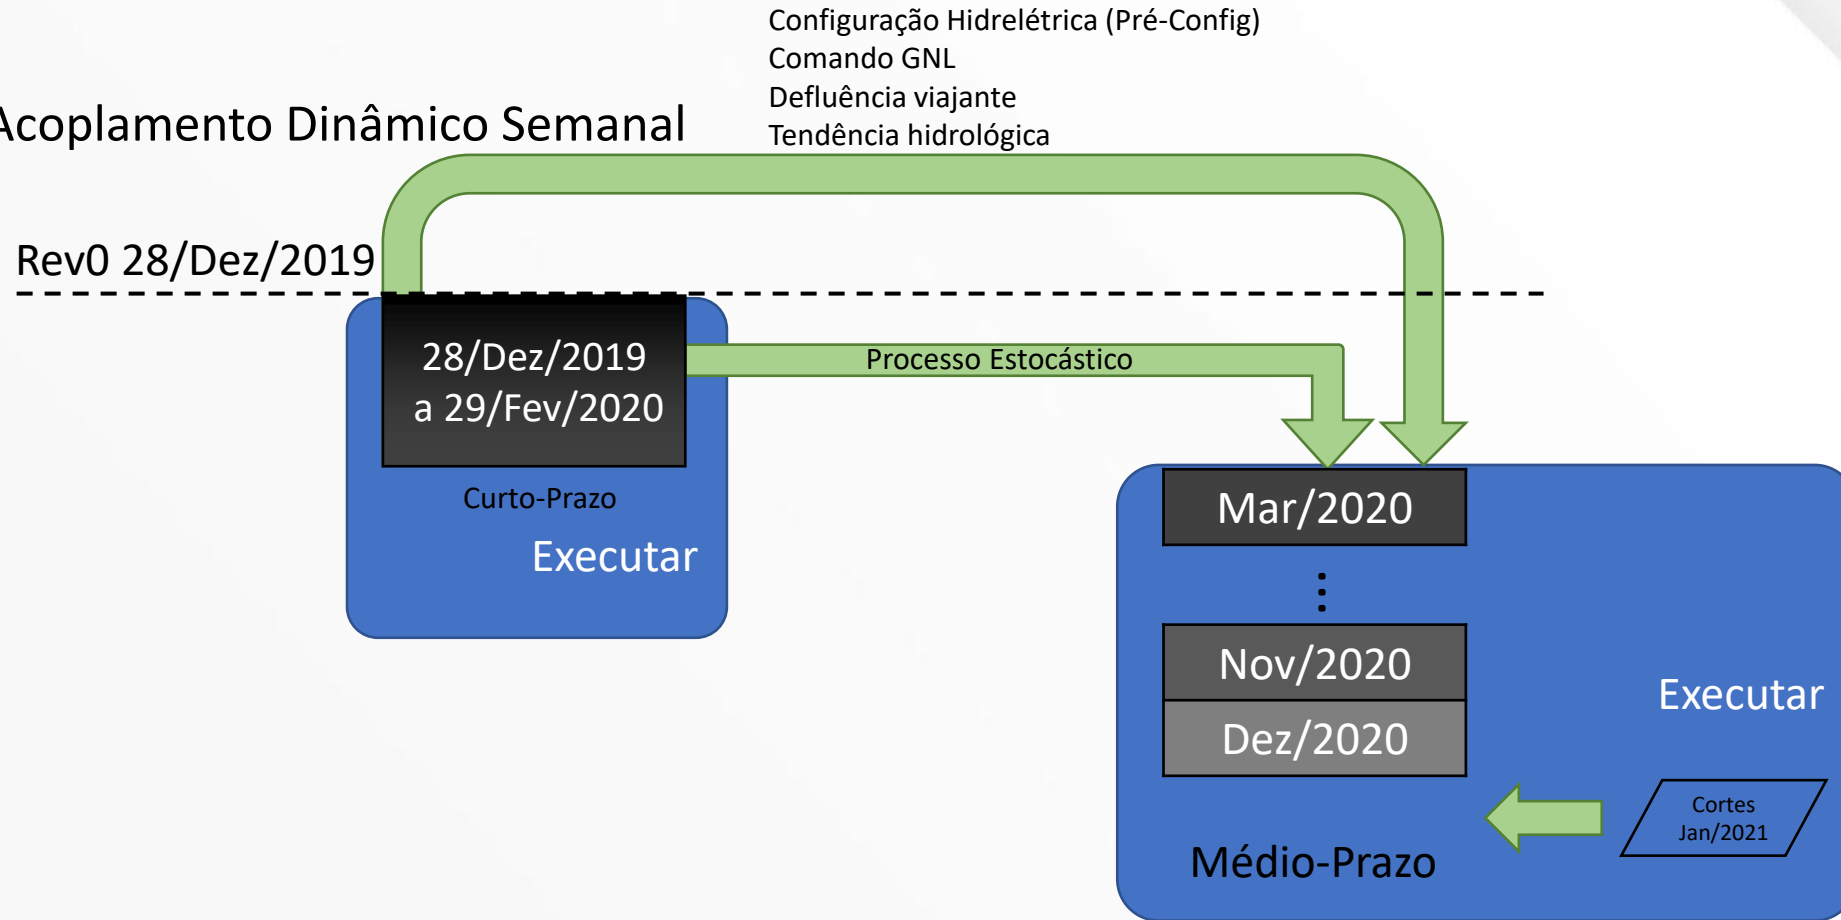 Configuração Hidrelétrica (Pré-Config)
Comando GNL
Defluência viajante
Tendência hidrológica
Acoplamento Dinâmico Semanal
Rev0 28/Dez/2019
28/Dez/2019
a 29/Fev/2020
Processo Estocástico
Curto-Prazo
Executar
Mar/2020
⋮
Nov/2020
Dez/2020
Executar
Cortes
Jan/2021
Médio-Prazo